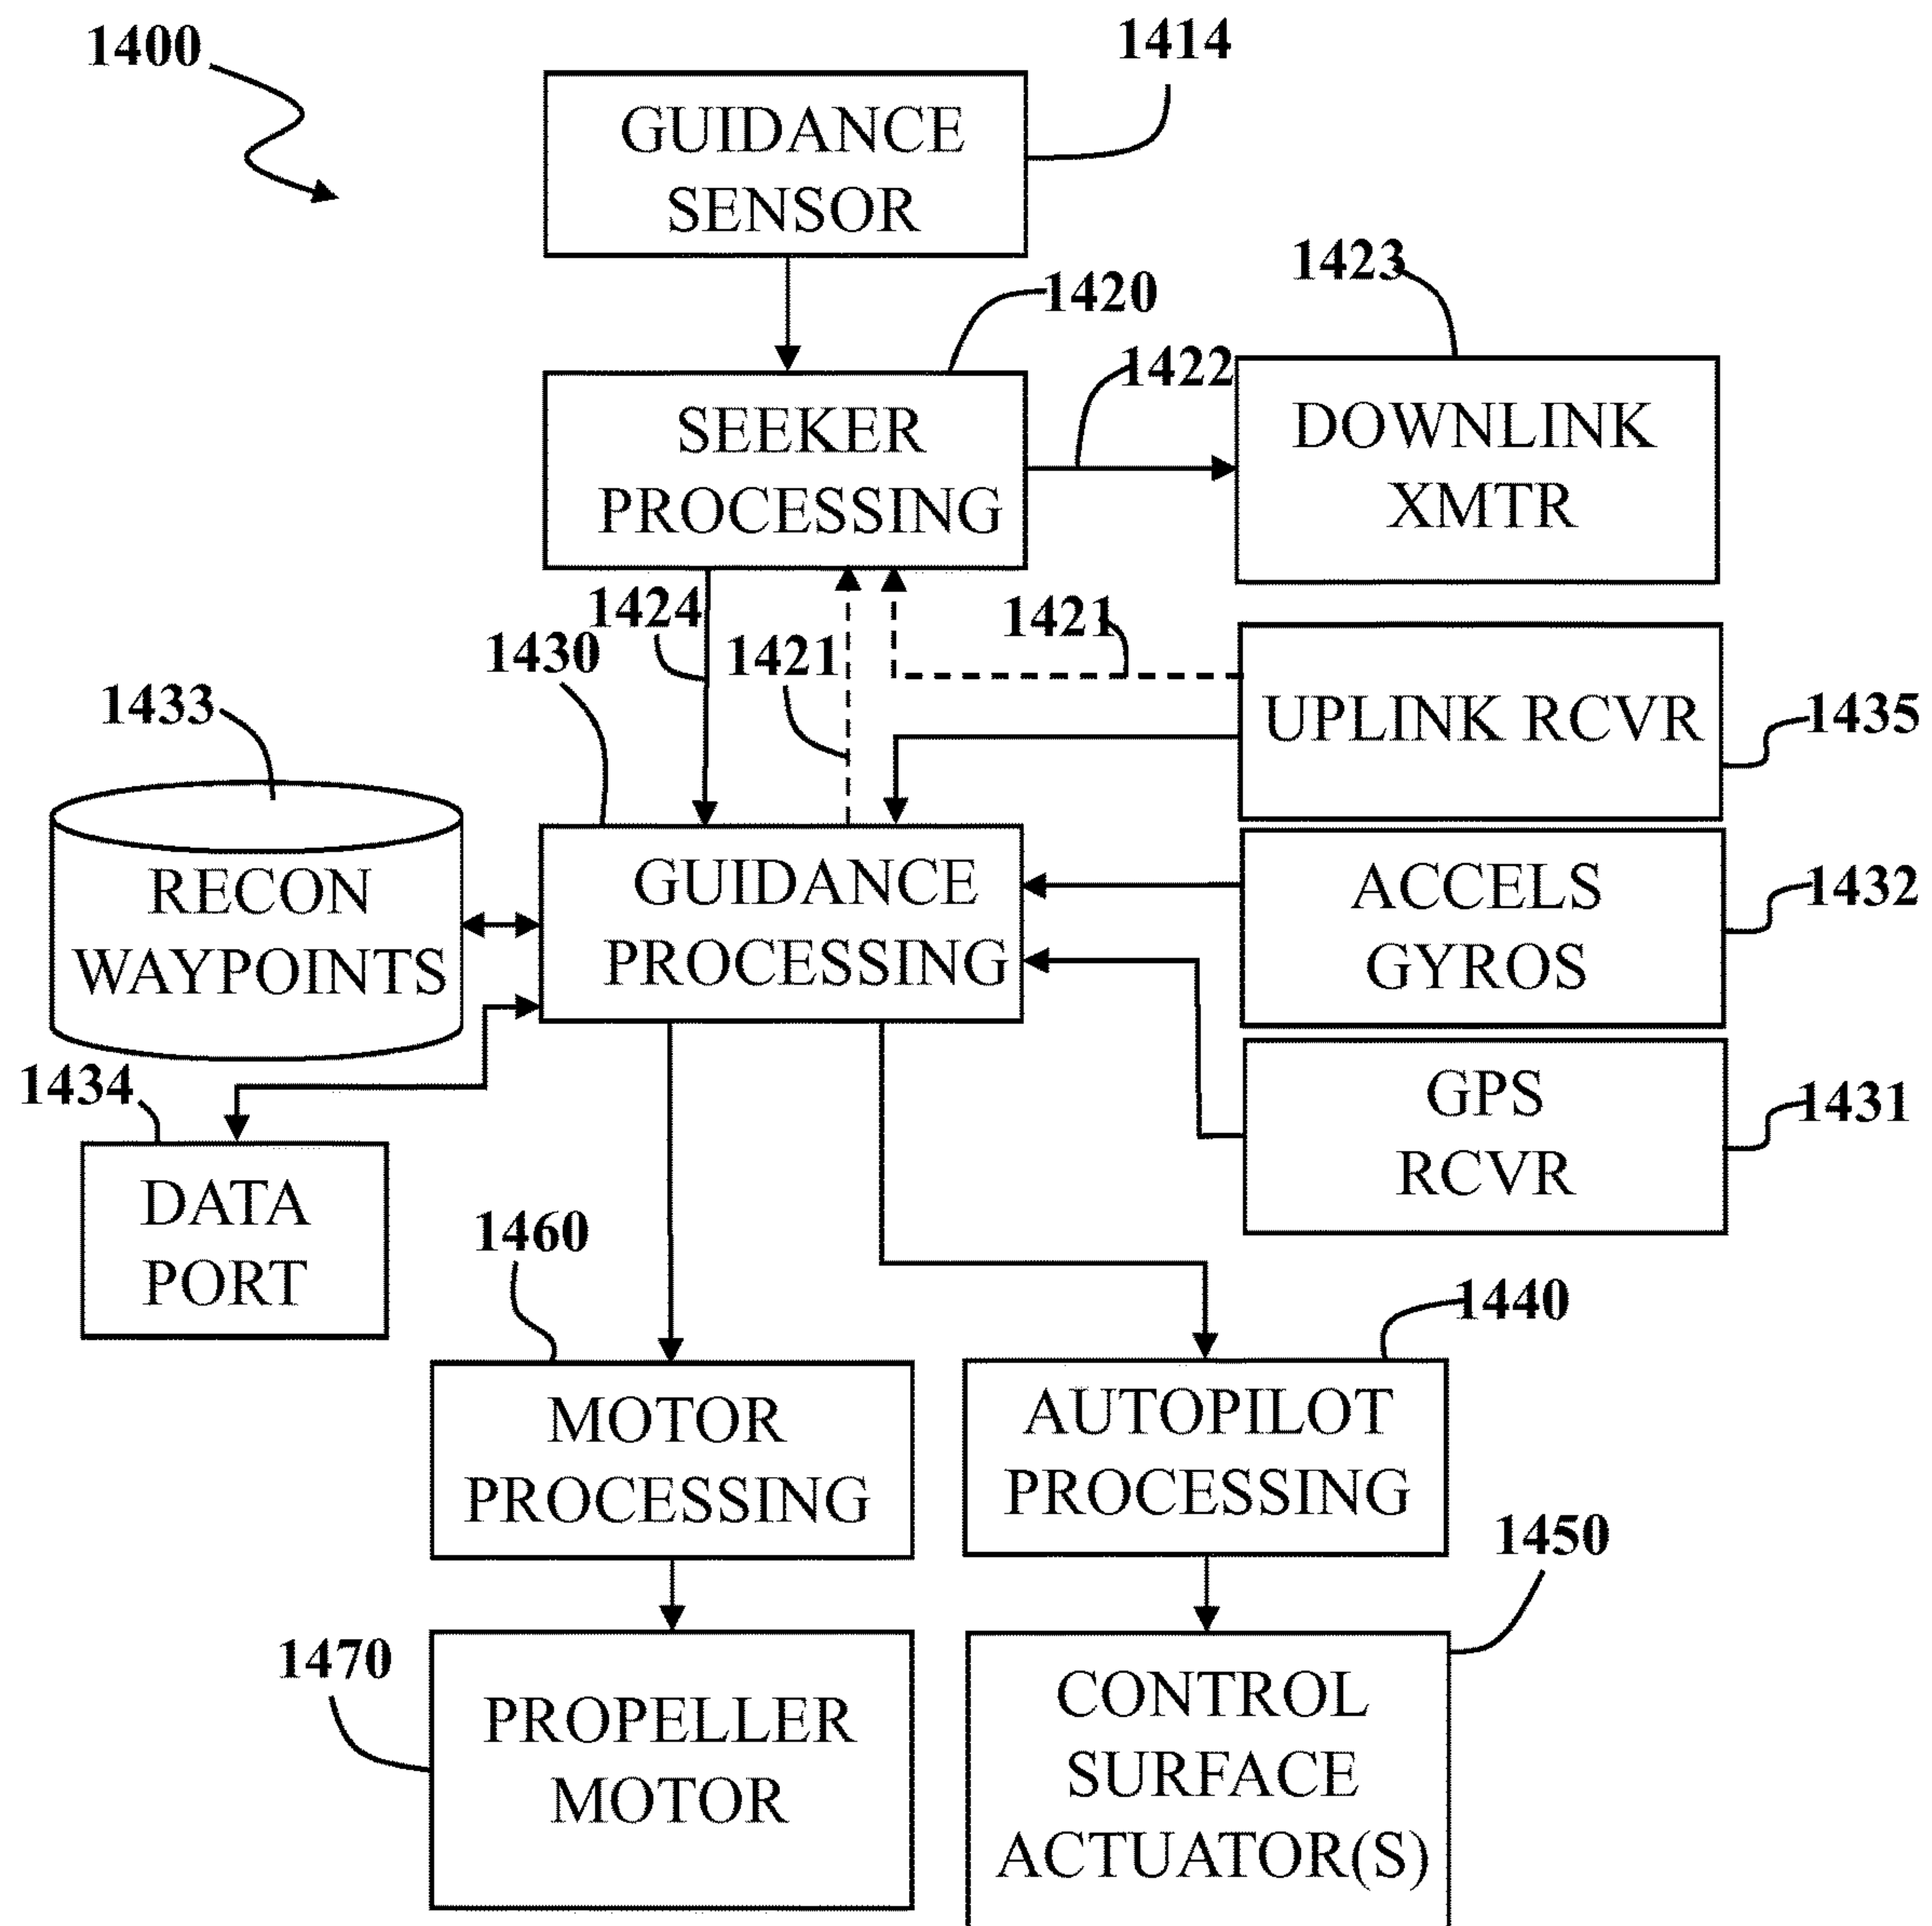 1400
1414
GUIDANCE
SENSOR
1423
1420
1422
SEEKER
PROCESSING
DOWNLINK
XMTR
1424
1421
1421
1430
UPLINK RCVR
1435
1433
RECON
WAYPOINTS
GUIDANCE
PROCESSING
ACCELS
GYROS
1432
1434
GPS
RCVR
1431
DATA
PORT
1460
1440
MOTOR
PROCESSING
AUTOPILOT
PROCESSING
1450
1470
PROPELLER
MOTOR
CONTROL
SURFACE
ACTUATOR(S)